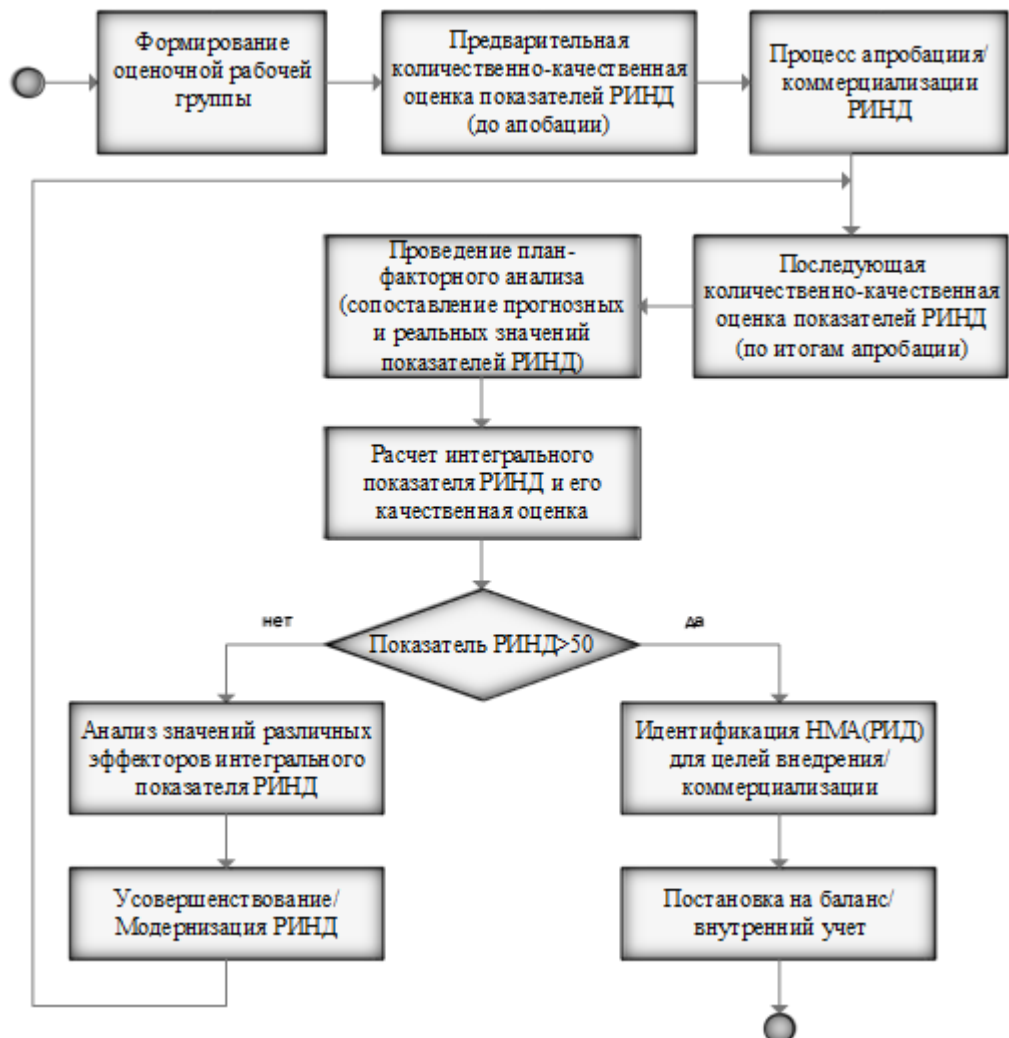 Формирование
оценочной рабочей
группы
Предварительная
количественно-качественная
оценка показателей РИНД
(до апобации)
Процесс апробациия/
коммерциализации
РИНД
Проведение план-
факторного анализа
(сопоставление прогнозных
и реальных значений
показателей РИНД)
Последующая
количественно-качественная
оценка показателей РИНД
(по итогам апробации)
Расчет интегрального
показателя РИНД и его
качественная оценка
нет
да
Показатель РИНД>50
Анализ значений различных
эффекторов интегрального
показателя РИНД
Идентификация НМА(РИД)
для целей внедрения/
коммерциализации
Усовершенствование/
Модернизация РИНД
Постановка на баланс/
внутренний учет